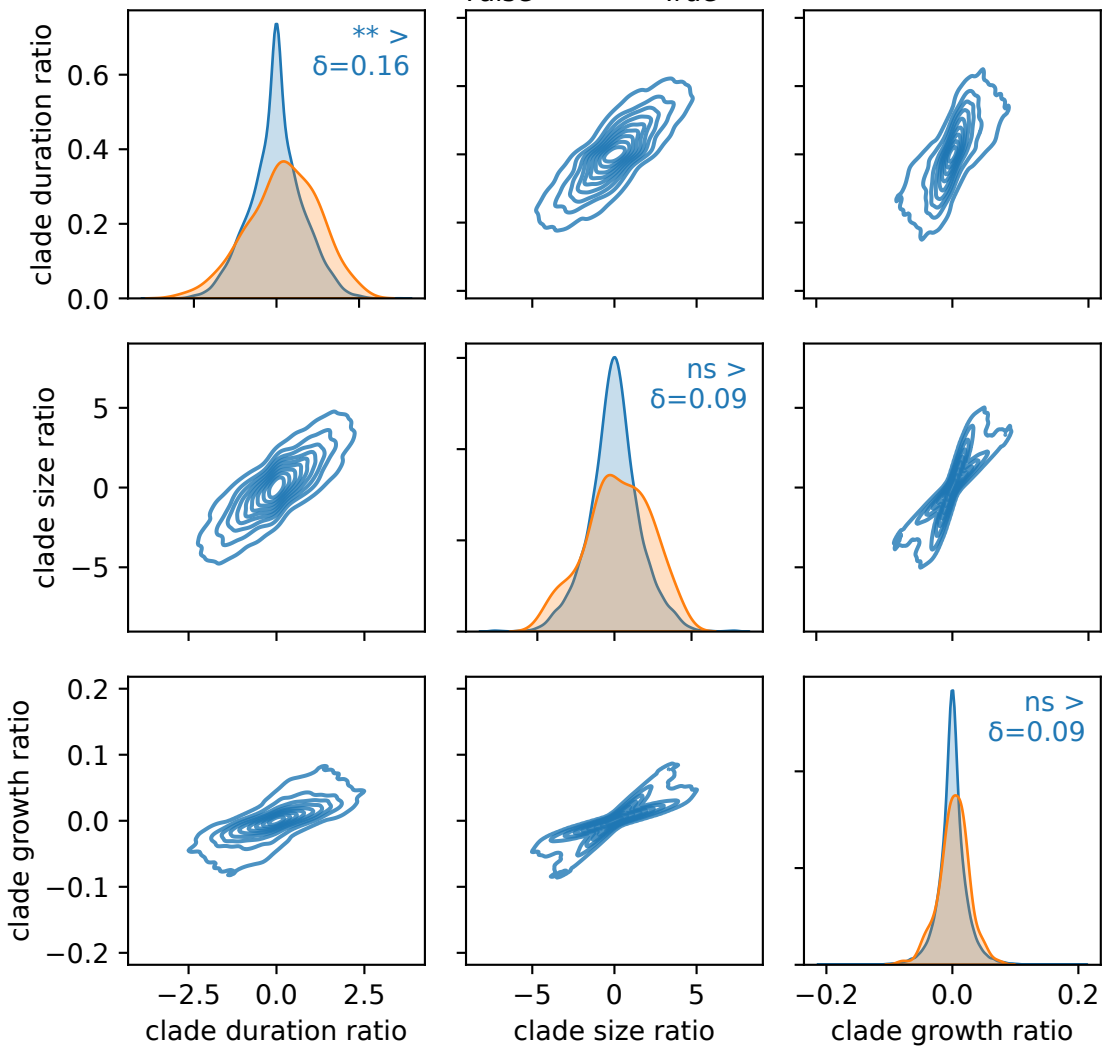 clade duration ratio
0.6
0.4
0.2
0.0
** >
δ=0.16
clade size ratio
5
0
−5
ns >
δ=0.09
clade growth ratio
0.2
0.1
0.0
−0.1
−0.2
ns >
δ=0.09
−2.5 0.0 2.5
clade duration ratio
−5 0 5
clade size ratio
−0.2 0.0 0.2
clade growth ratio